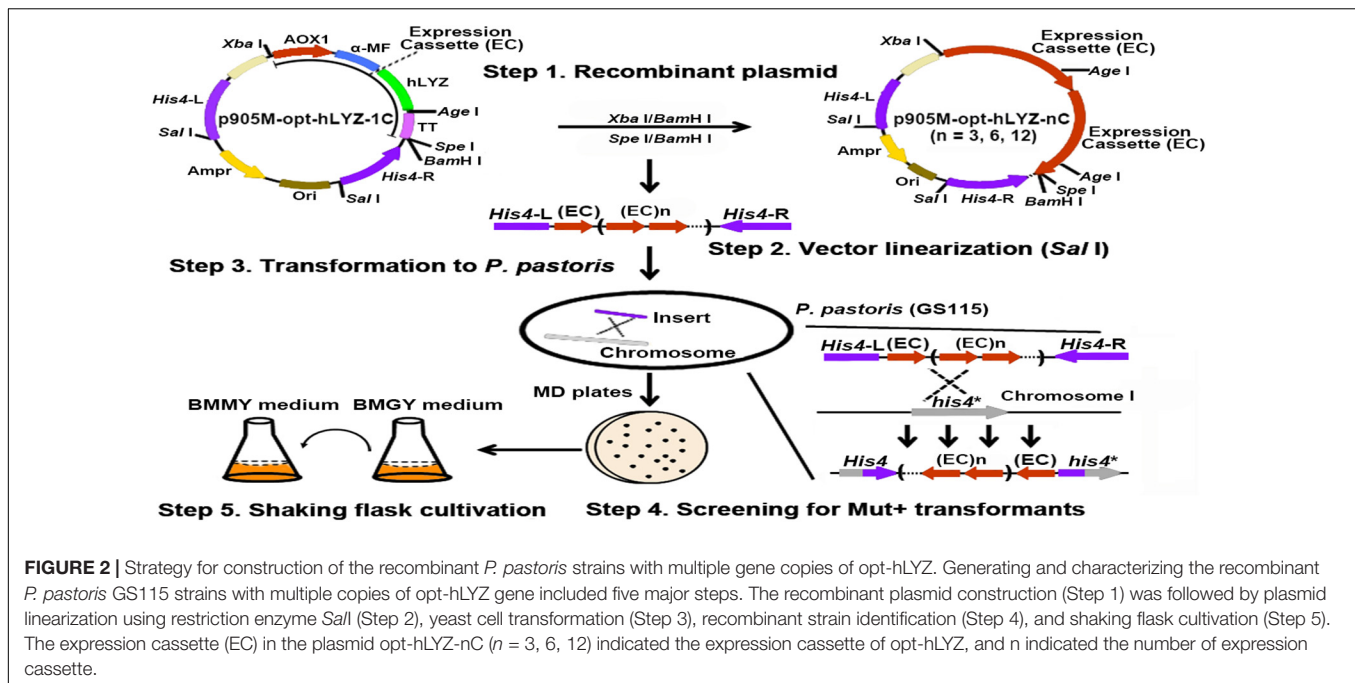 AOX1
α-MF
Expression
Cassette (EC)
Xba I
hLYZ
His4-L
p905M-opt-hLYZ-1C
Age I
TT
Sal I
Spe I
BamH I
Ampr
Ori
Sal I
His4-R
Step 1. Recombinant plasmid
Xba I/BamH I
Spe I/BamH I
Xba I
Expression
Cassette (EC)
Age I
His4-L
p905M-opt-hLYZ-nC
(n = 3, 6, 12)
Sal I
Expression
Cassette (EC)
Ampr
Age I
Ori
Spe I
Sal I
His4-R
BamH I
His4-L (EC) (EC)n His4-R
Step 2. Vector linearization (Sal I)
Step 3. Transformation to P. pastoris
Insert
Chromosome
P. pastoris (GS115)
His4-L (EC) (EC)n His4-R
his4*
Chromosome I
His4 (EC)n (EC) his4*
MD plates
BMMY medium
BMGY medium
Step 5. Shaking flask cultivation
Step 4. Screening for Mut+ transformants
FIGURE 2 | Strategy for construction of the recombinant P. pastoris strains with multiple gene copies of opt-hLYZ. Generating and characterizing the recombinant
P. pastoris GS115 strains with multiple copies of opt-hLYZ gene included five major steps. The recombinant plasmid construction (Step 1) was followed by plasmid
linearization using restriction enzyme SalI (Step 2), yeast cell transformation (Step 3), recombinant strain identification (Step 4), and shaking flask cultivation (Step 5).
The expression cassette (EC) in the plasmid opt-hLYZ-nC (n = 3, 6, 12) indicated the expression cassette of opt-hLYZ, and n indicated the number of expression
cassette.